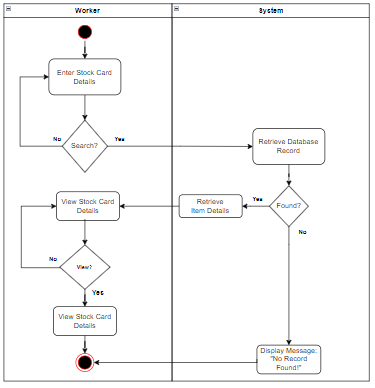 Worker
System
Enter Stock Card
Details
No
Search?
Yes
Retrieve Database
Record
View Stock Card
Details
Retrieve
Item Details
Yes
Found?
No
No
View?
Yes
View Stock Card
Details
Display Message:
"No Record
Found!"